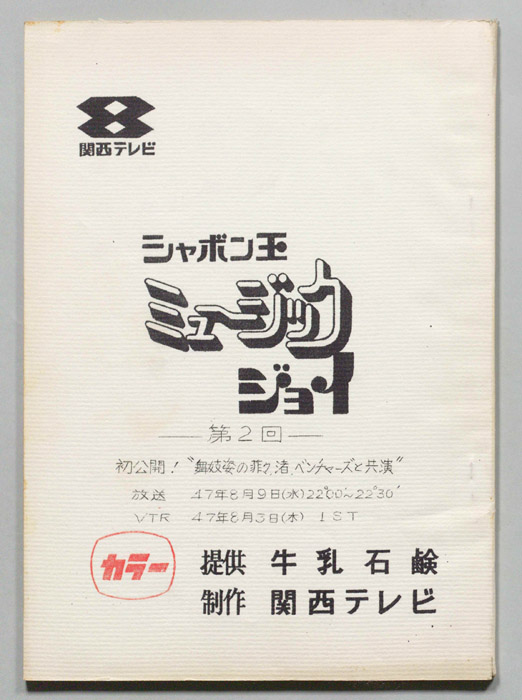 関西テレビ
シャボン玉
ミュージック
ジョイ
—第2回—
初公開!“舞妓姿の
渚、ベンチャーズと共演”
放送 47年8月9日(水)22°00′~22°30′
VTR 47年8月3日(木) 1ST
カラー
提供 牛乳石鹸
制作 関西テレビ